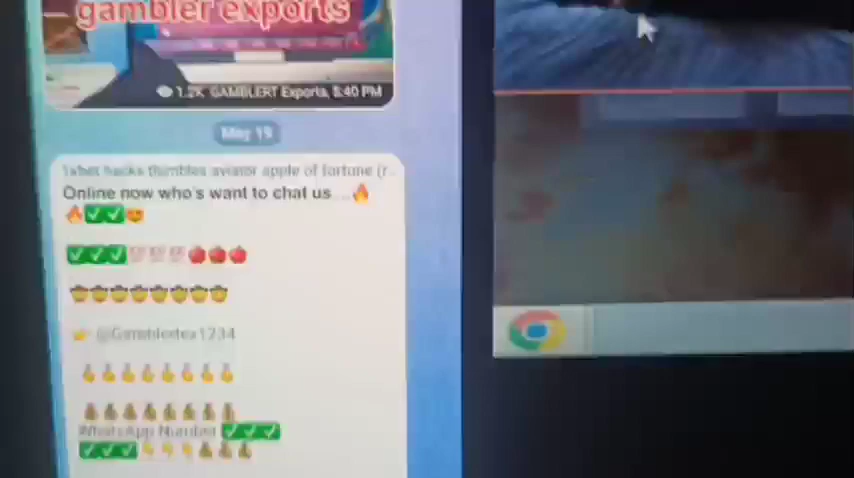 gambler exports
1.2K GAMBLERT Exports, 5:40 PM
May 19
1xbet hacks thimbles aviator apple of fortune (r...
Online now who's want to chat us....🔥
🔥✅✅😍
✅✅✅💯💯💯🍎🍎🍎
🤠🤠🤠🤠🤠🤠🤠🤠
👉 @Gamblertex1234
WhatsApp Number ✅✅✅
✅✅✅👇👇👇💰💰💰